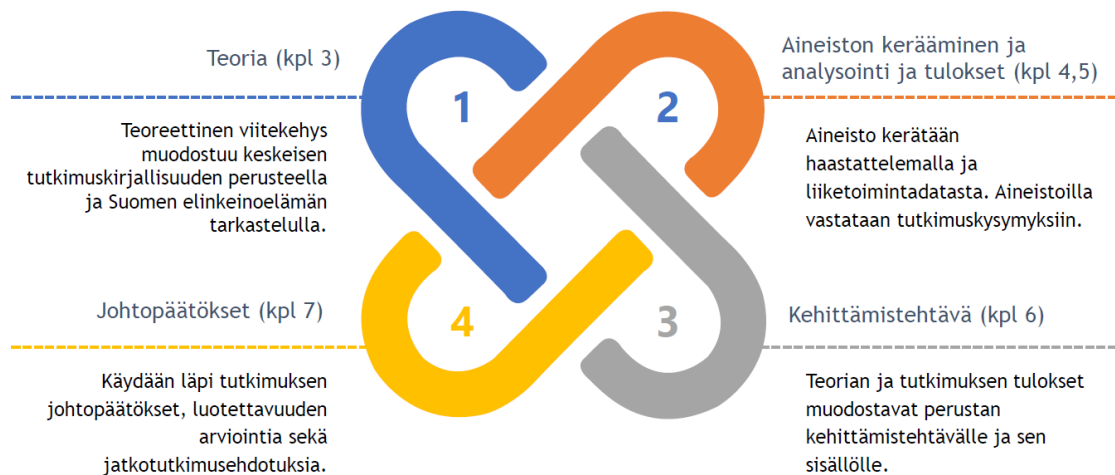 Teoria (kpl 3)
1
Teoreettinen viitekehys
muodostuu keskeisen
tutkimuskirjallisuuden perusteella
ja Suomen elinkeinoelämän
tarkastelulla.
2
Aineiston kerääminen ja
analysointi ja tulokset (kpl 4,5)
Aineisto kerätään
haastattelemalla ja
liiketoimintadatasta. Aineistoilla
vastataan tutkimuskysymyksiin.
3
Kehittämistehtävä (kpl 6)
Teorian ja tutkimuksen tulokset
muodostavat perustan
kehittämistehtävälle ja sen
sisällölle.
Johtopäätökset (kpl 7)
4
Käydään läpi tutkimuksen
johtopäätökset, luotettavuuden
arviointia sekä
jatkotutkimusehdotuksia.